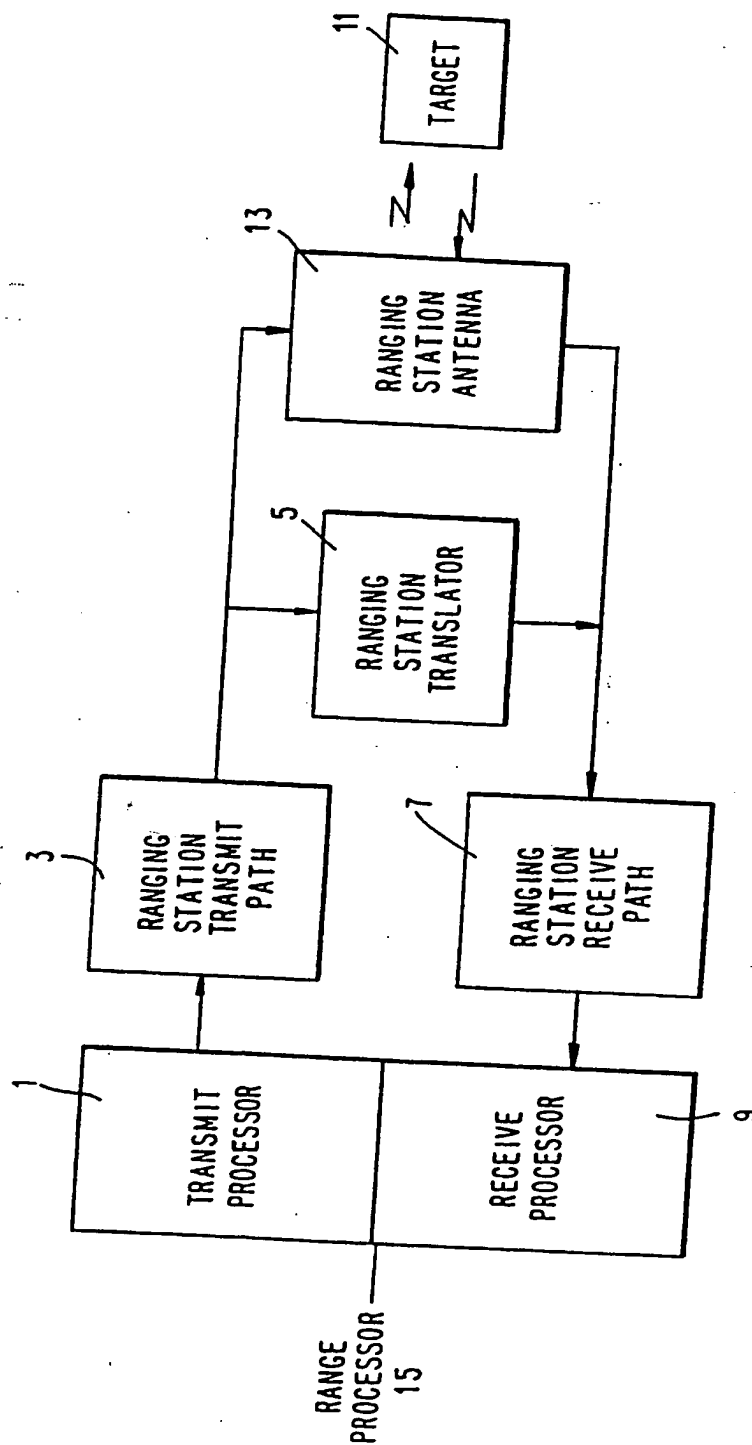 1
TRANSMIT
PROCESSOR
3
RANGING
STATION
TRANSMIT
PATH
5
RANGING
STATION
TRANSLATOR
13
RANGING
STATION
ANTENNA
11
TARGET
RANGE
PROCESSOR
15
RECEIVE
PROCESSOR
9
7
RANGING
STATION
RECEIVE
PATH